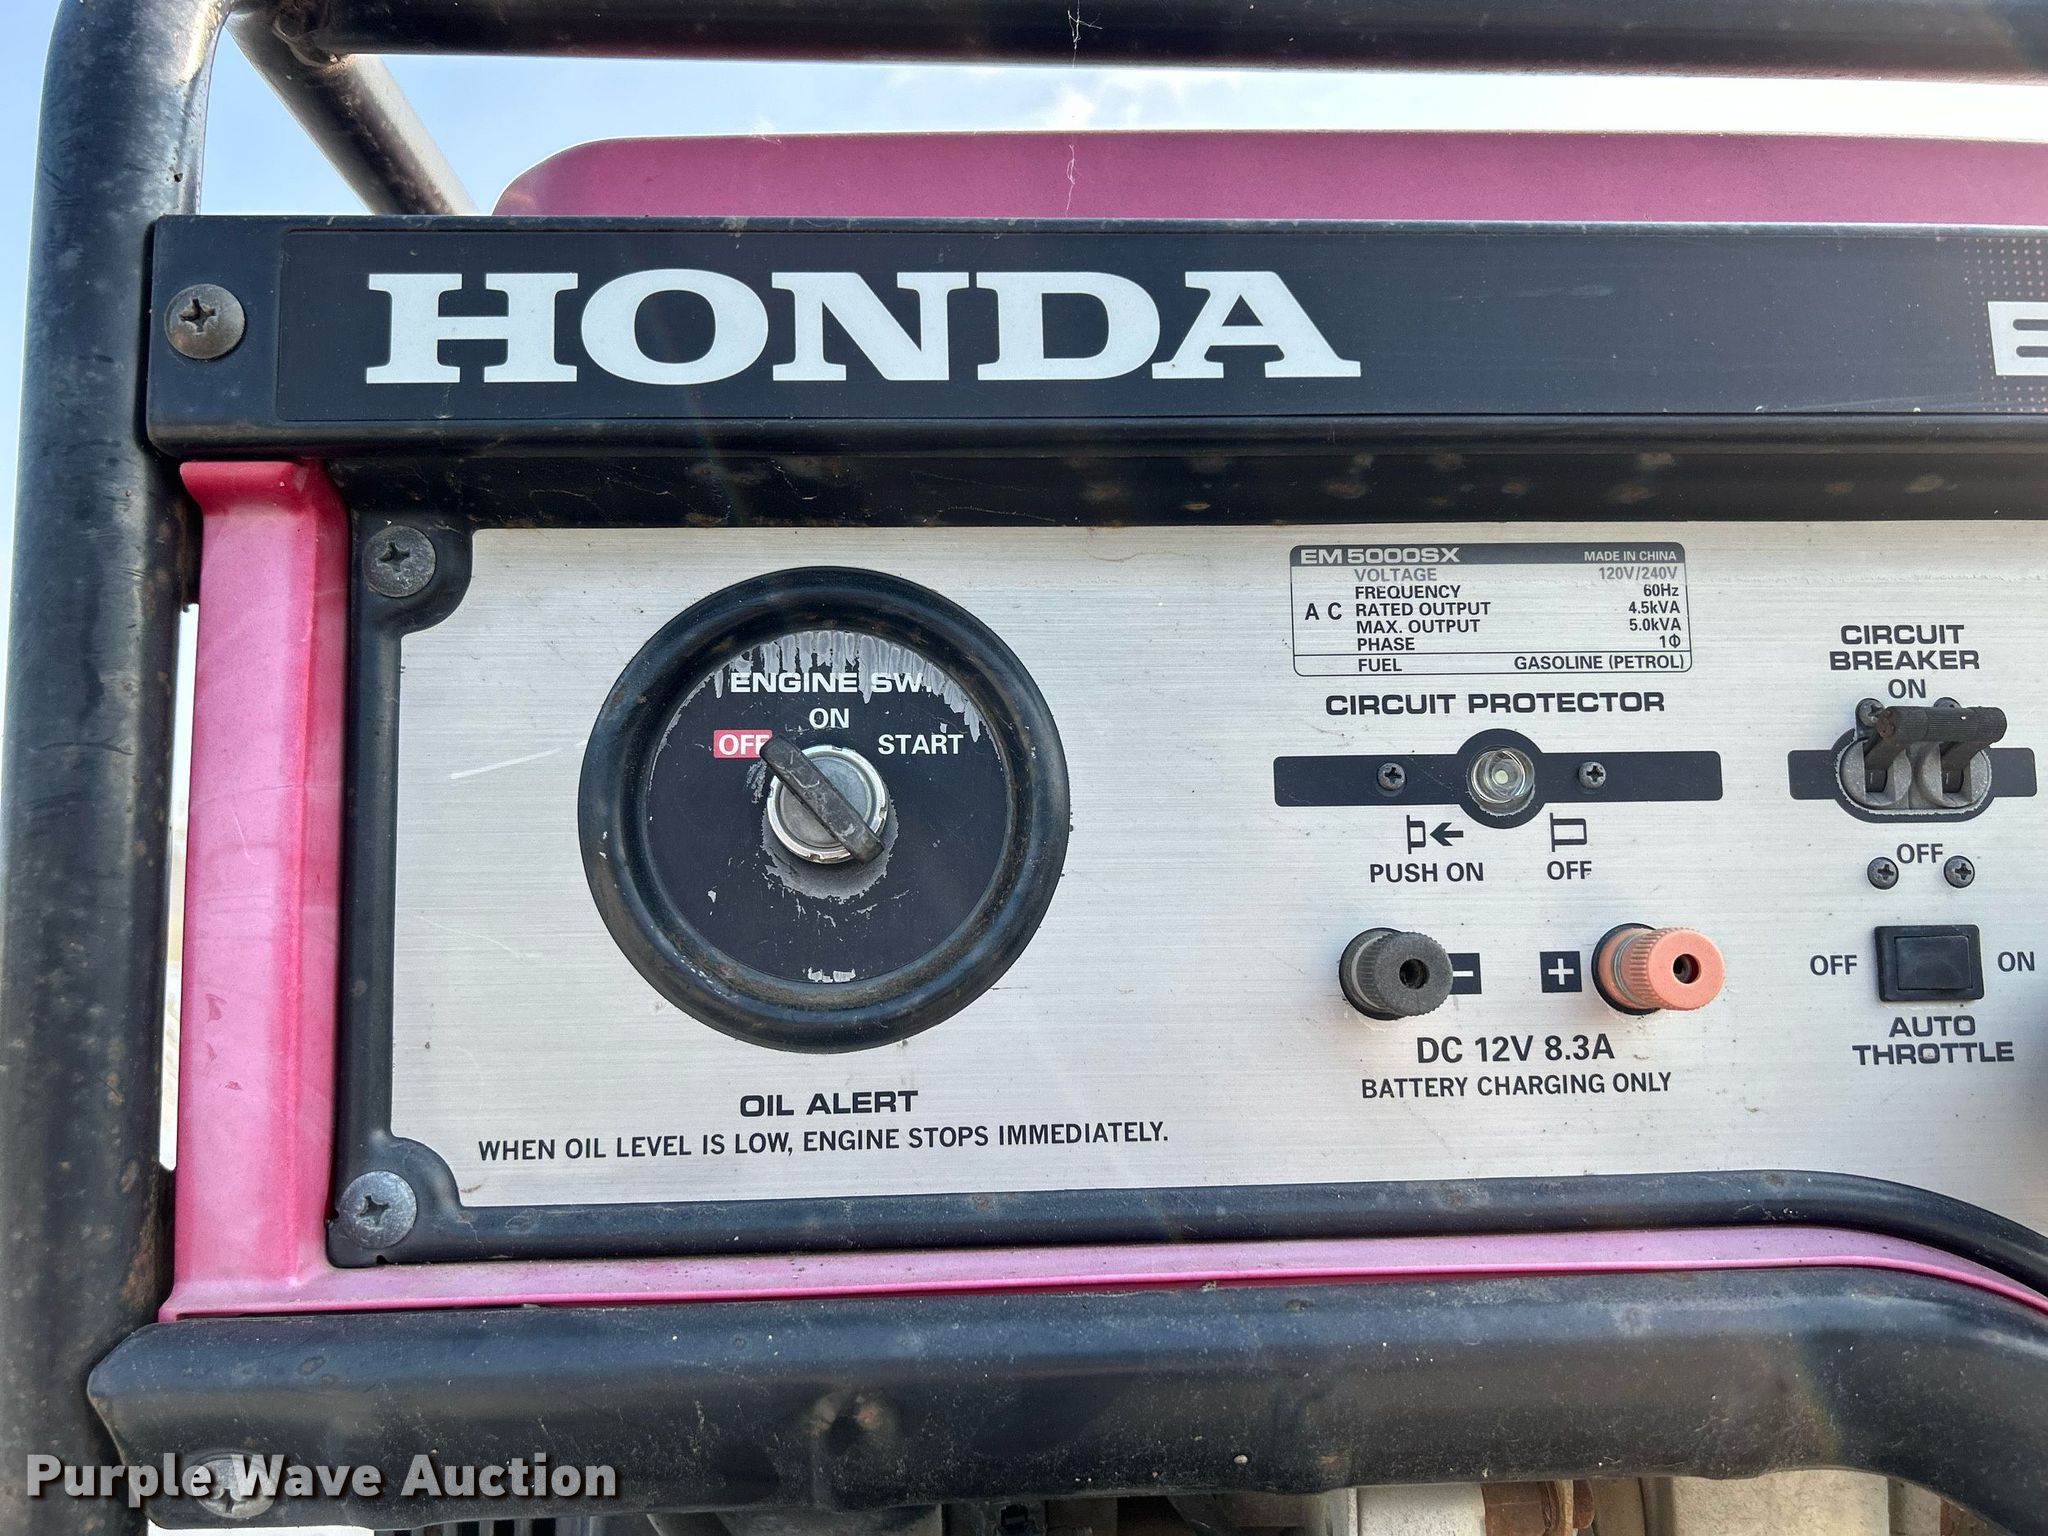 HONDA
EM5000SX MADE IN CHINA
VOLTAGE 120V/240V
FREQUENCY 60Hz
AC RATED OUTPUT 4.5kVA
MAX. OUTPUT 5.0kVA
PHASE 1Φ
FUEL GASOLINE (PETROL)
ENGINE SW.
ON
OFF START
CIRCUIT PROTECTOR
PUSH ON OFF
CIRCUIT
BREAKER
ON
OFF
- +
DC 12V 8.3A
BATTERY CHARGING ONLY
OFF ON
AUTO
THROTTLE
OIL ALERT
WHEN OIL LEVEL IS LOW, ENGINE STOPS IMMEDIATELY.
Purple Wave Auction